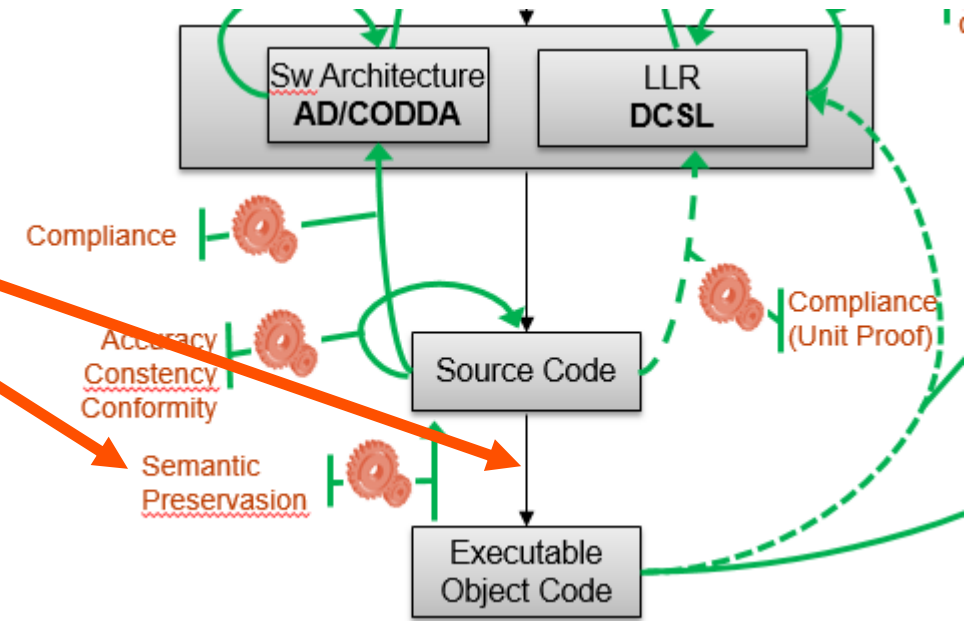 Sw Architecture
AD/CODDA
LLR
DCSL
Compliance
Compliance
(Unit Proof)
Accuracy
Constency
Conformity
Source Code
Semantic
Preservasion
Executable
Object Code